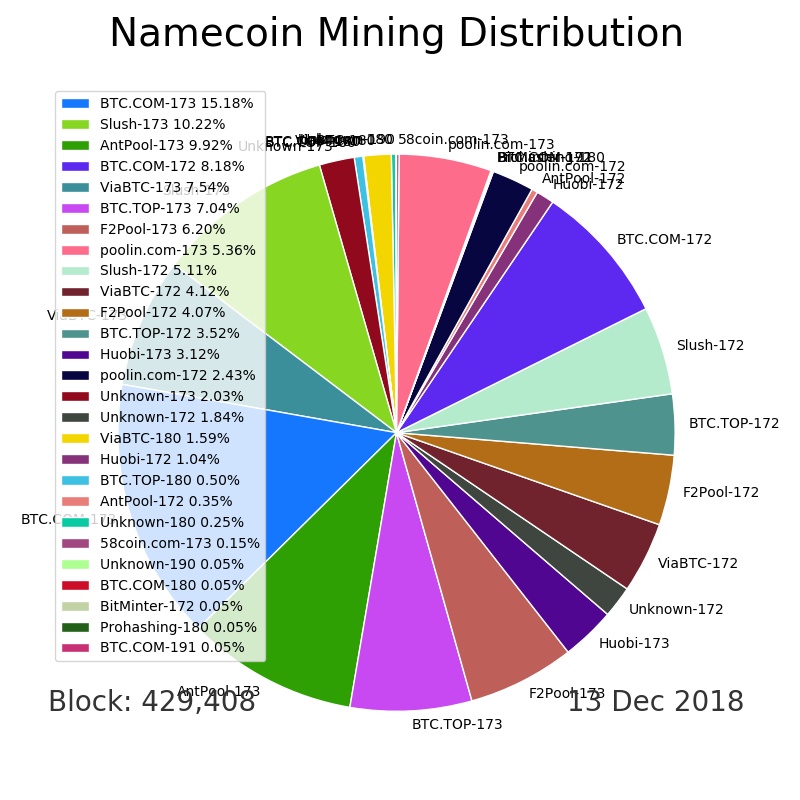 Namecoin Mining Distribution
BTC.COM-173 15.18%
Slush-173 10.22%
AntPool-173 9.92%
BTC.COM-172 8.18%
ViaBTC-173 7.54%
BTC.TOP-173 7.04%
F2Pool-173 6.20%
poolin.com-173 5.36%
Slush-172 5.11%
ViaBTC-172 4.12%
F2Pool-172 4.07%
BTC.TOP-172 3.52%
Huobi-173 3.12%
poolin.com-172 2.43%
Unknown-173 2.03%
Unknown-172 1.84%
ViaBTC-180 1.59%
Huobi-172 1.04%
BTC.TOP-180 0.50%
AntPool-172 0.35%
Unknown-180 0.25%
58coin.com-173 0.15%
Unknown-190 0.05%
BTC.COM-180 0.05%
BitMinter-172 0.05%
Prohashing-180 0.05%
BTC.COM-191 0.05%
Unknown-173
58coin.com-173
poolin.com-173
poolin.com-172
AntPool-172
Huobi-172
BTC.COM-172
Slush-172
BTC.TOP-172
F2Pool-172
ViaBTC-172
Unknown-172
Huobi-173
F2Pool-173
BTC.TOP-173
AntPool-173
BTC.COM-173
ViaBTC-173
Slush-173
Block: 429,408
13 Dec 2018